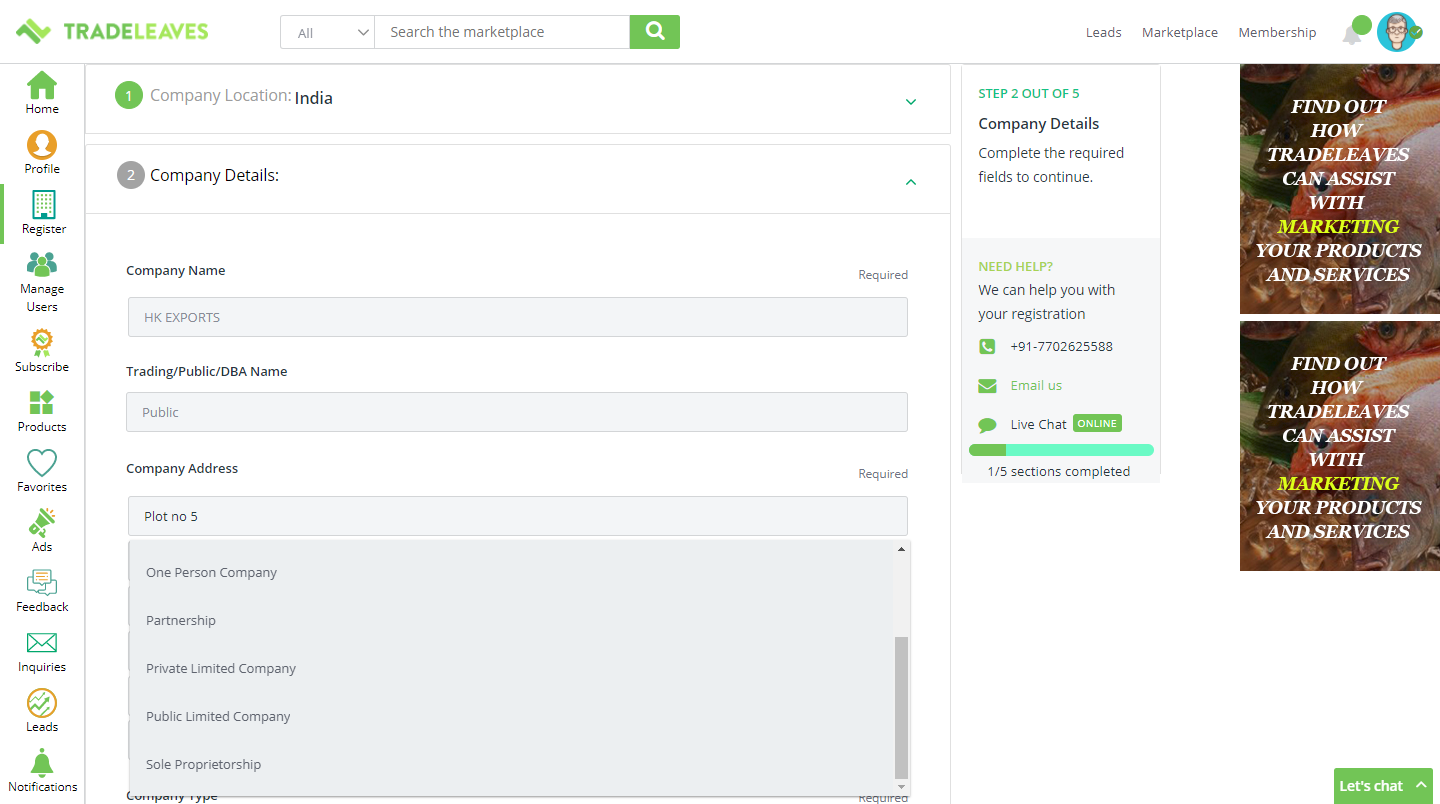 TRADELEAVES
All
Search the marketplace
Leads
Marketplace
Membership
Home
Profile
Register
Manage
Users
Subscribe
Products
Favorites
Ads
Feedback
Inquiries
Leads
Notifications
1
Company Location: India
2
Company Details:
Company Name
Required
HK EXPORTS
Trading/Public/DBA Name
Public
Company Address
Required
Plot no 5
One Person Company
Partnership
Private Limited Company
Public Limited Company
Sole Proprietorship
Company Type
Required
STEP 2 OUT OF 5
Company Details
Complete the required
fields to continue.
NEED HELP?
We can help you with
your registration
+91-7702625588
Email us
Live Chat ONLINE
1/5 sections completed
FIND OUT
HOW
TRADELEAVES
CAN ASSIST
WITH
MARKETING
YOUR PRODUCTS
AND SERVICES
FIND OUT
HOW
TRADELEAVES
CAN ASSIST
WITH
MARKETING
YOUR PRODUCTS
AND SERVICES
Let's chat